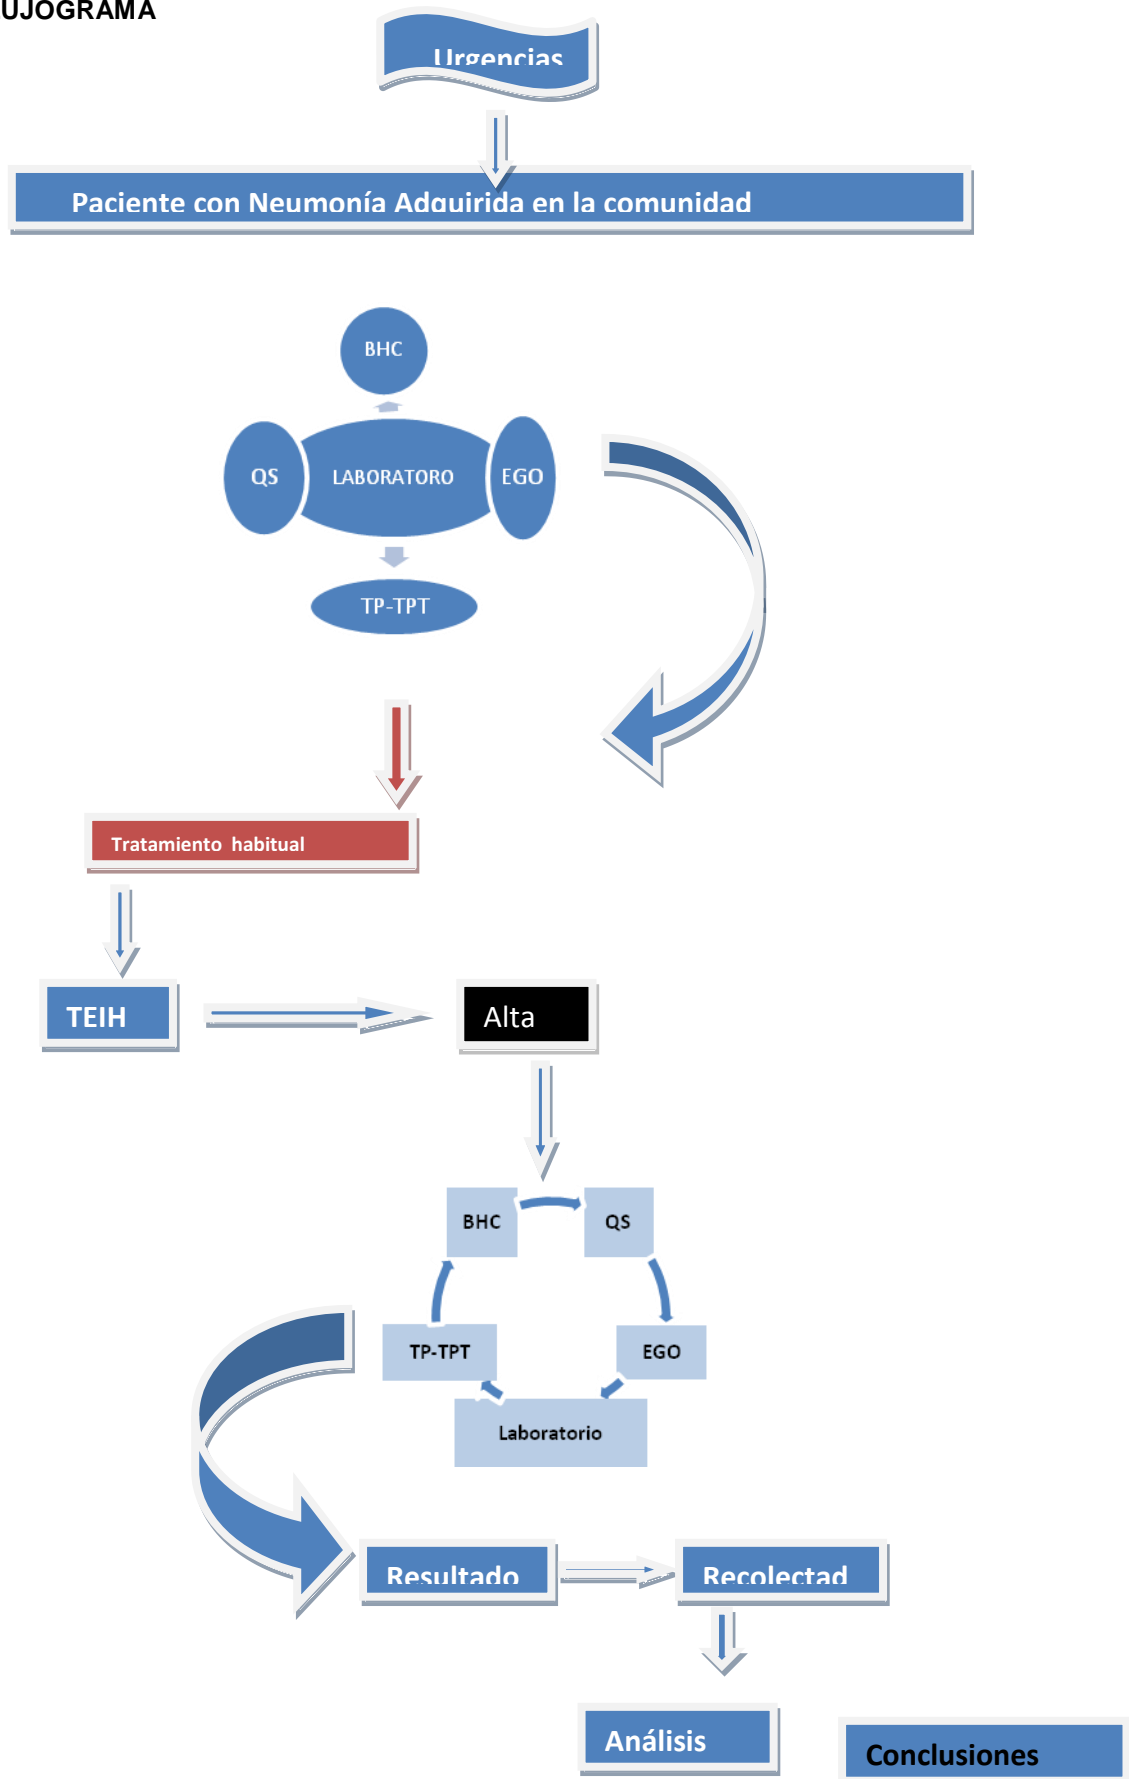 UJOGRAMA
Urgencias
Paciente con Neumonía Adquirida en la comunidad
BHC
QS
LABORATORO
EGO
TP-TPT
Tratamiento habitual
TEIH
Alta
BHC
QS
TP-TPT
EGO
Laboratorio
Resultado
Recolectad
Análisis
Conclusiones